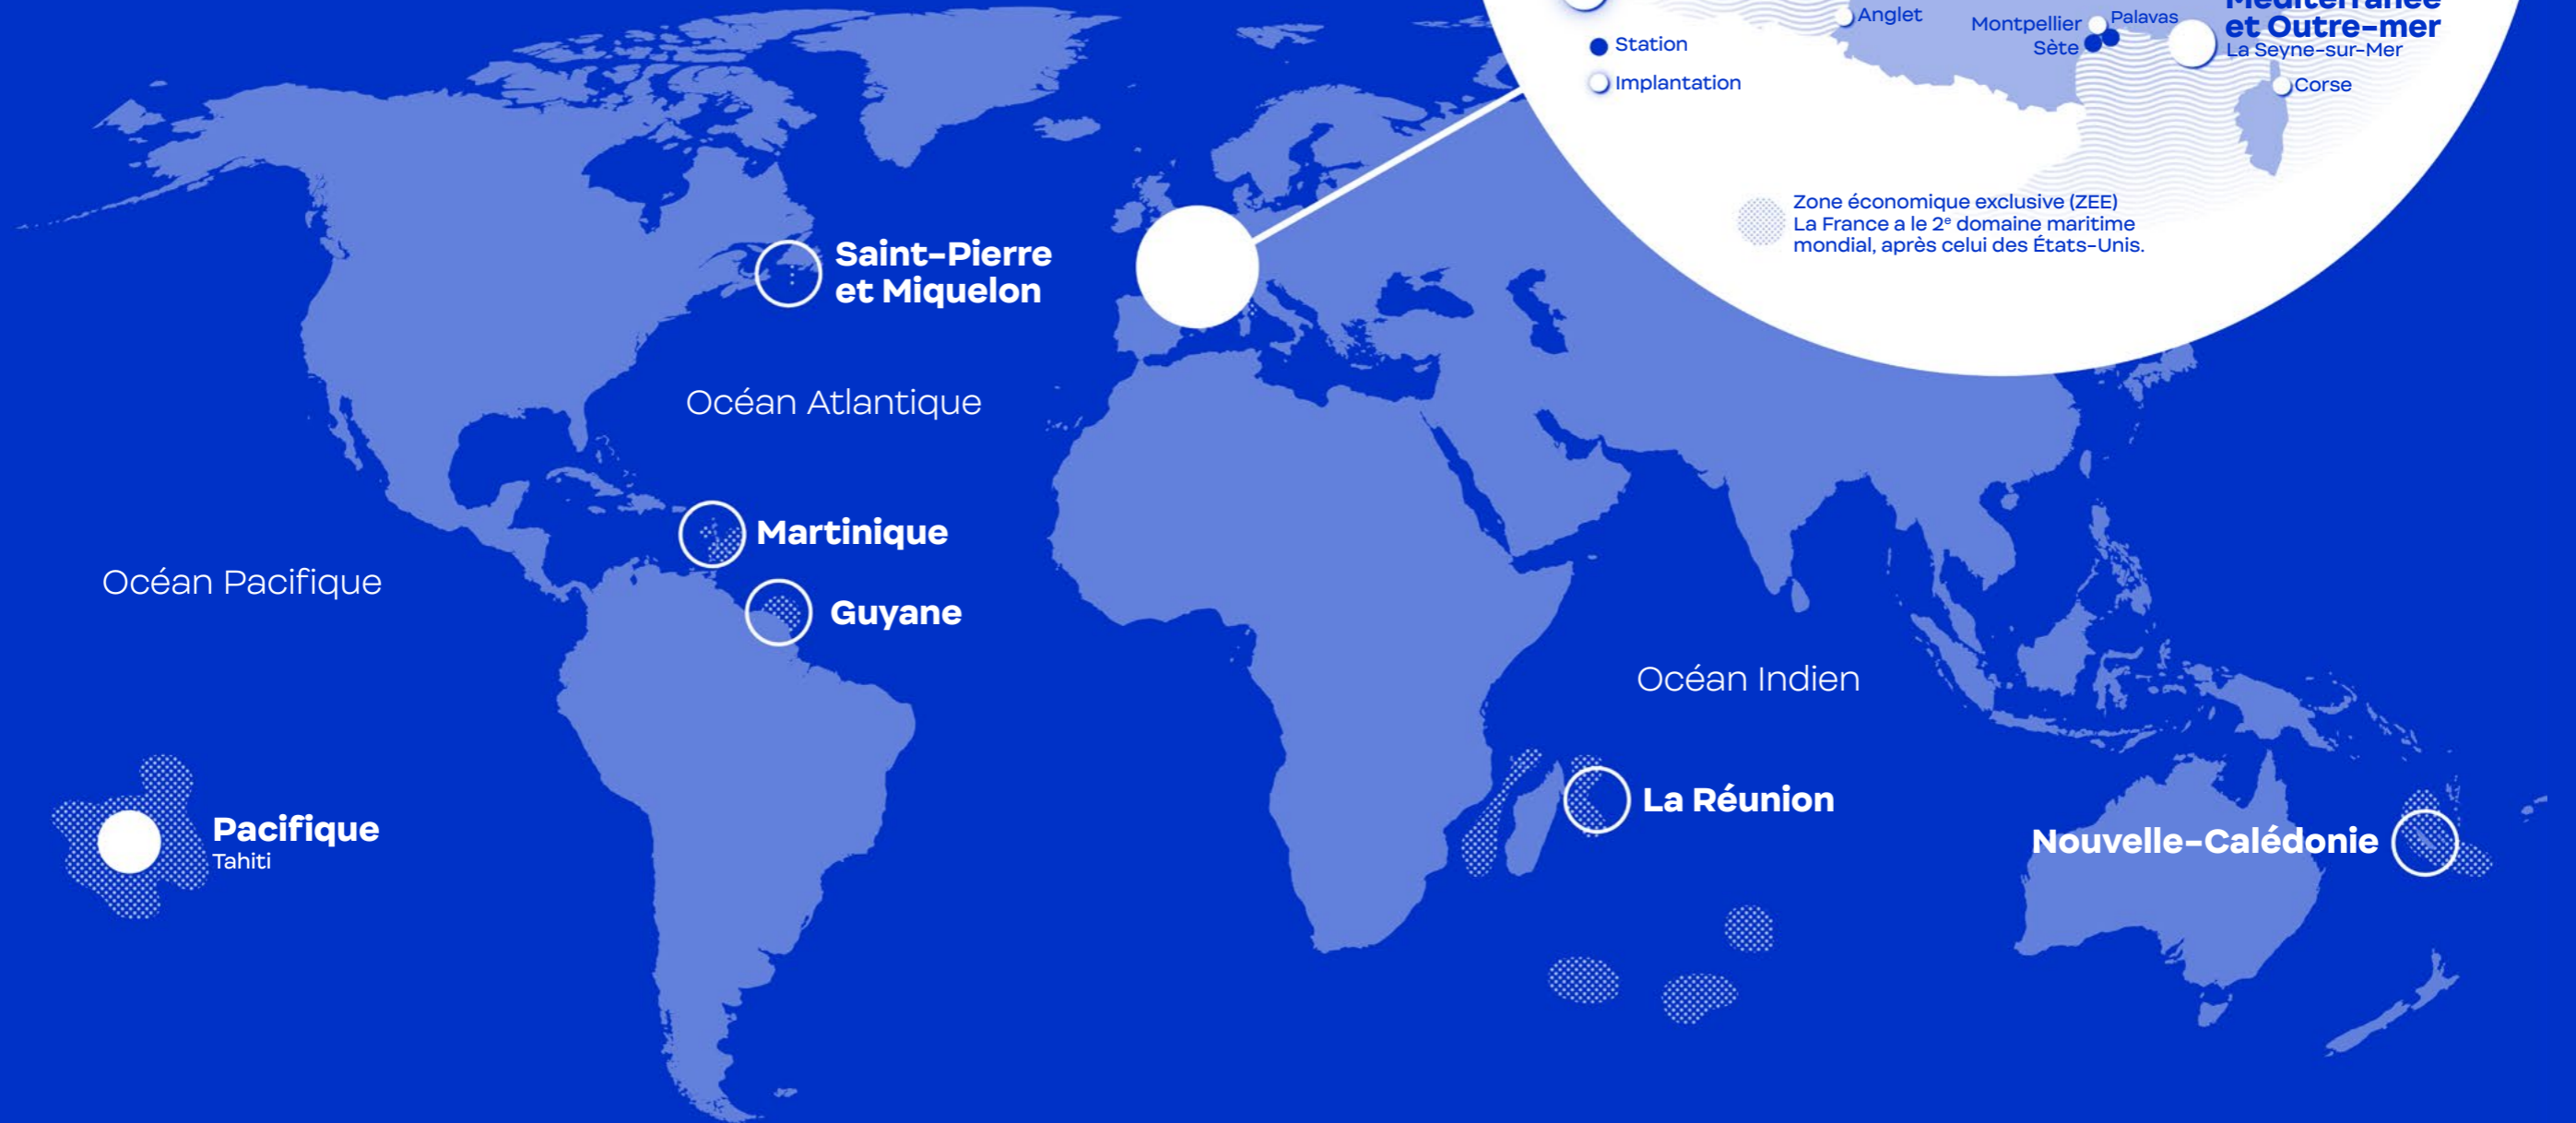 Anglet
Montpellier
Palavas
Sète
Méditerranée
et Outre-mer
La Seyne-sur-Mer
Corse
Station
Implantation
Zone économique exclusive (ZEE)
La France a le 2e domaine maritime
mondial, après celui des États-Unis.
Saint-Pierre
et Miquelon
Océan Atlantique
Martinique
Océan Pacifique
Guyane
Océan Indien
La Réunion
Pacifique
Tahiti
Nouvelle-Calédonie